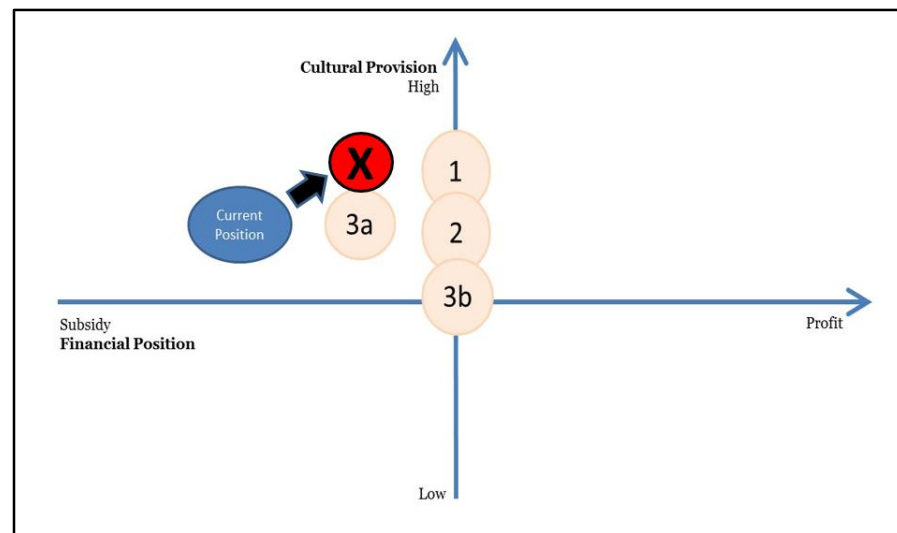 Cultural Provision
High
X
1
Current
Position
3a
2
3b
Subsidy
Profit
Financial Position
Low